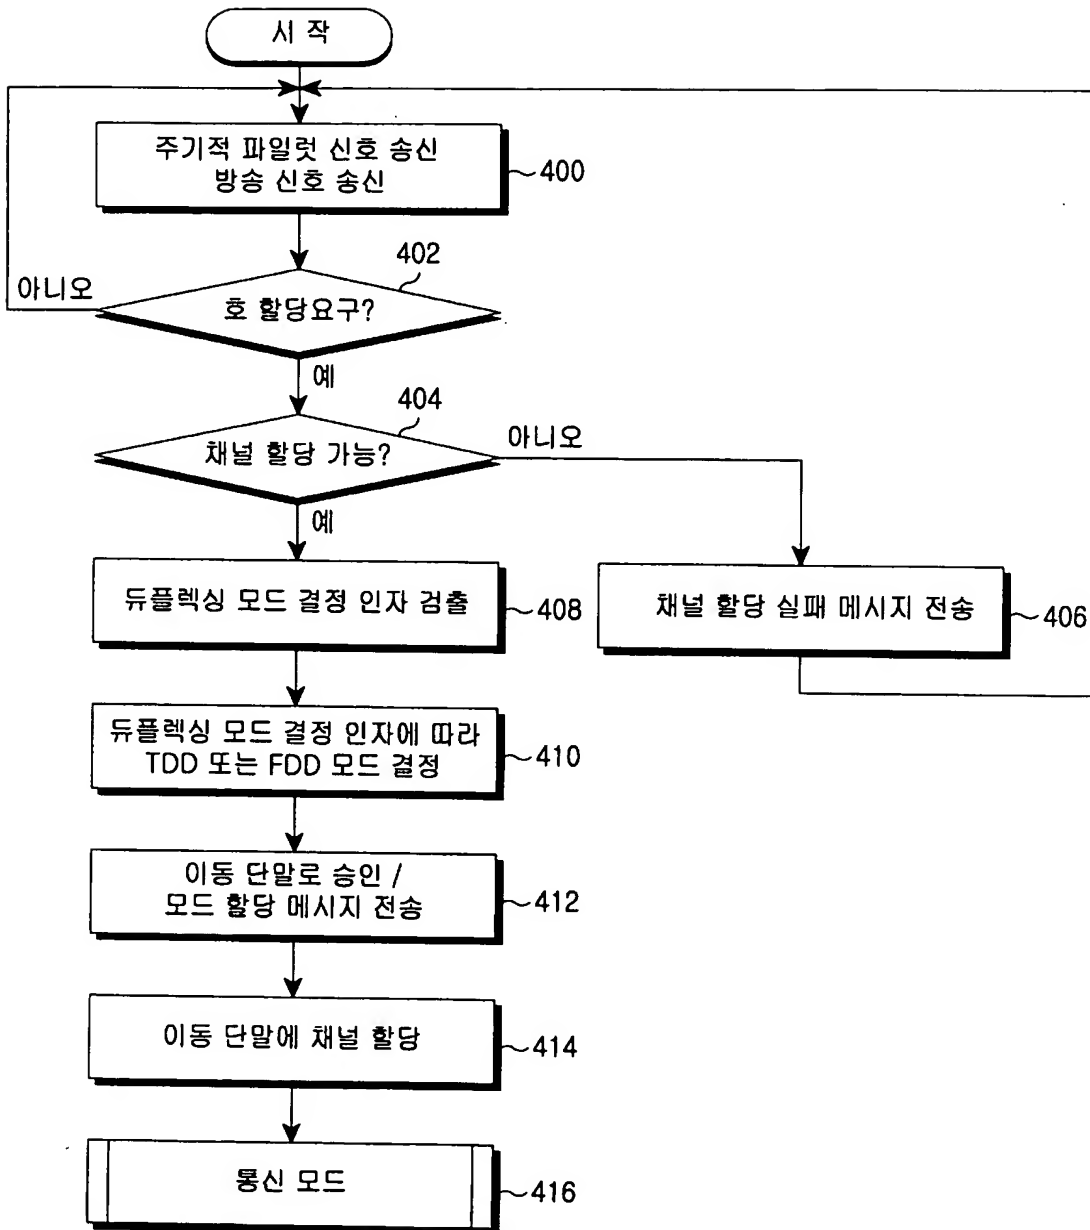 시 작
주기적 파일럿 신호 송신
방송 신호 송신
400
402
아니오
호 할당요구?
예
404
채널 할당 가능?
아니오
예
듀플렉싱 모드 결정 인자 검출
408
채널 할당 실패 메시지 전송
406
듀플렉싱 모드 결정 인자에 따라
TDD 또는 FDD 모드 결정
410
이동 단말로 승인 /
모드 할당 메시지 전송
412
이동 단말에 채널 할당
414
통신 모드
416